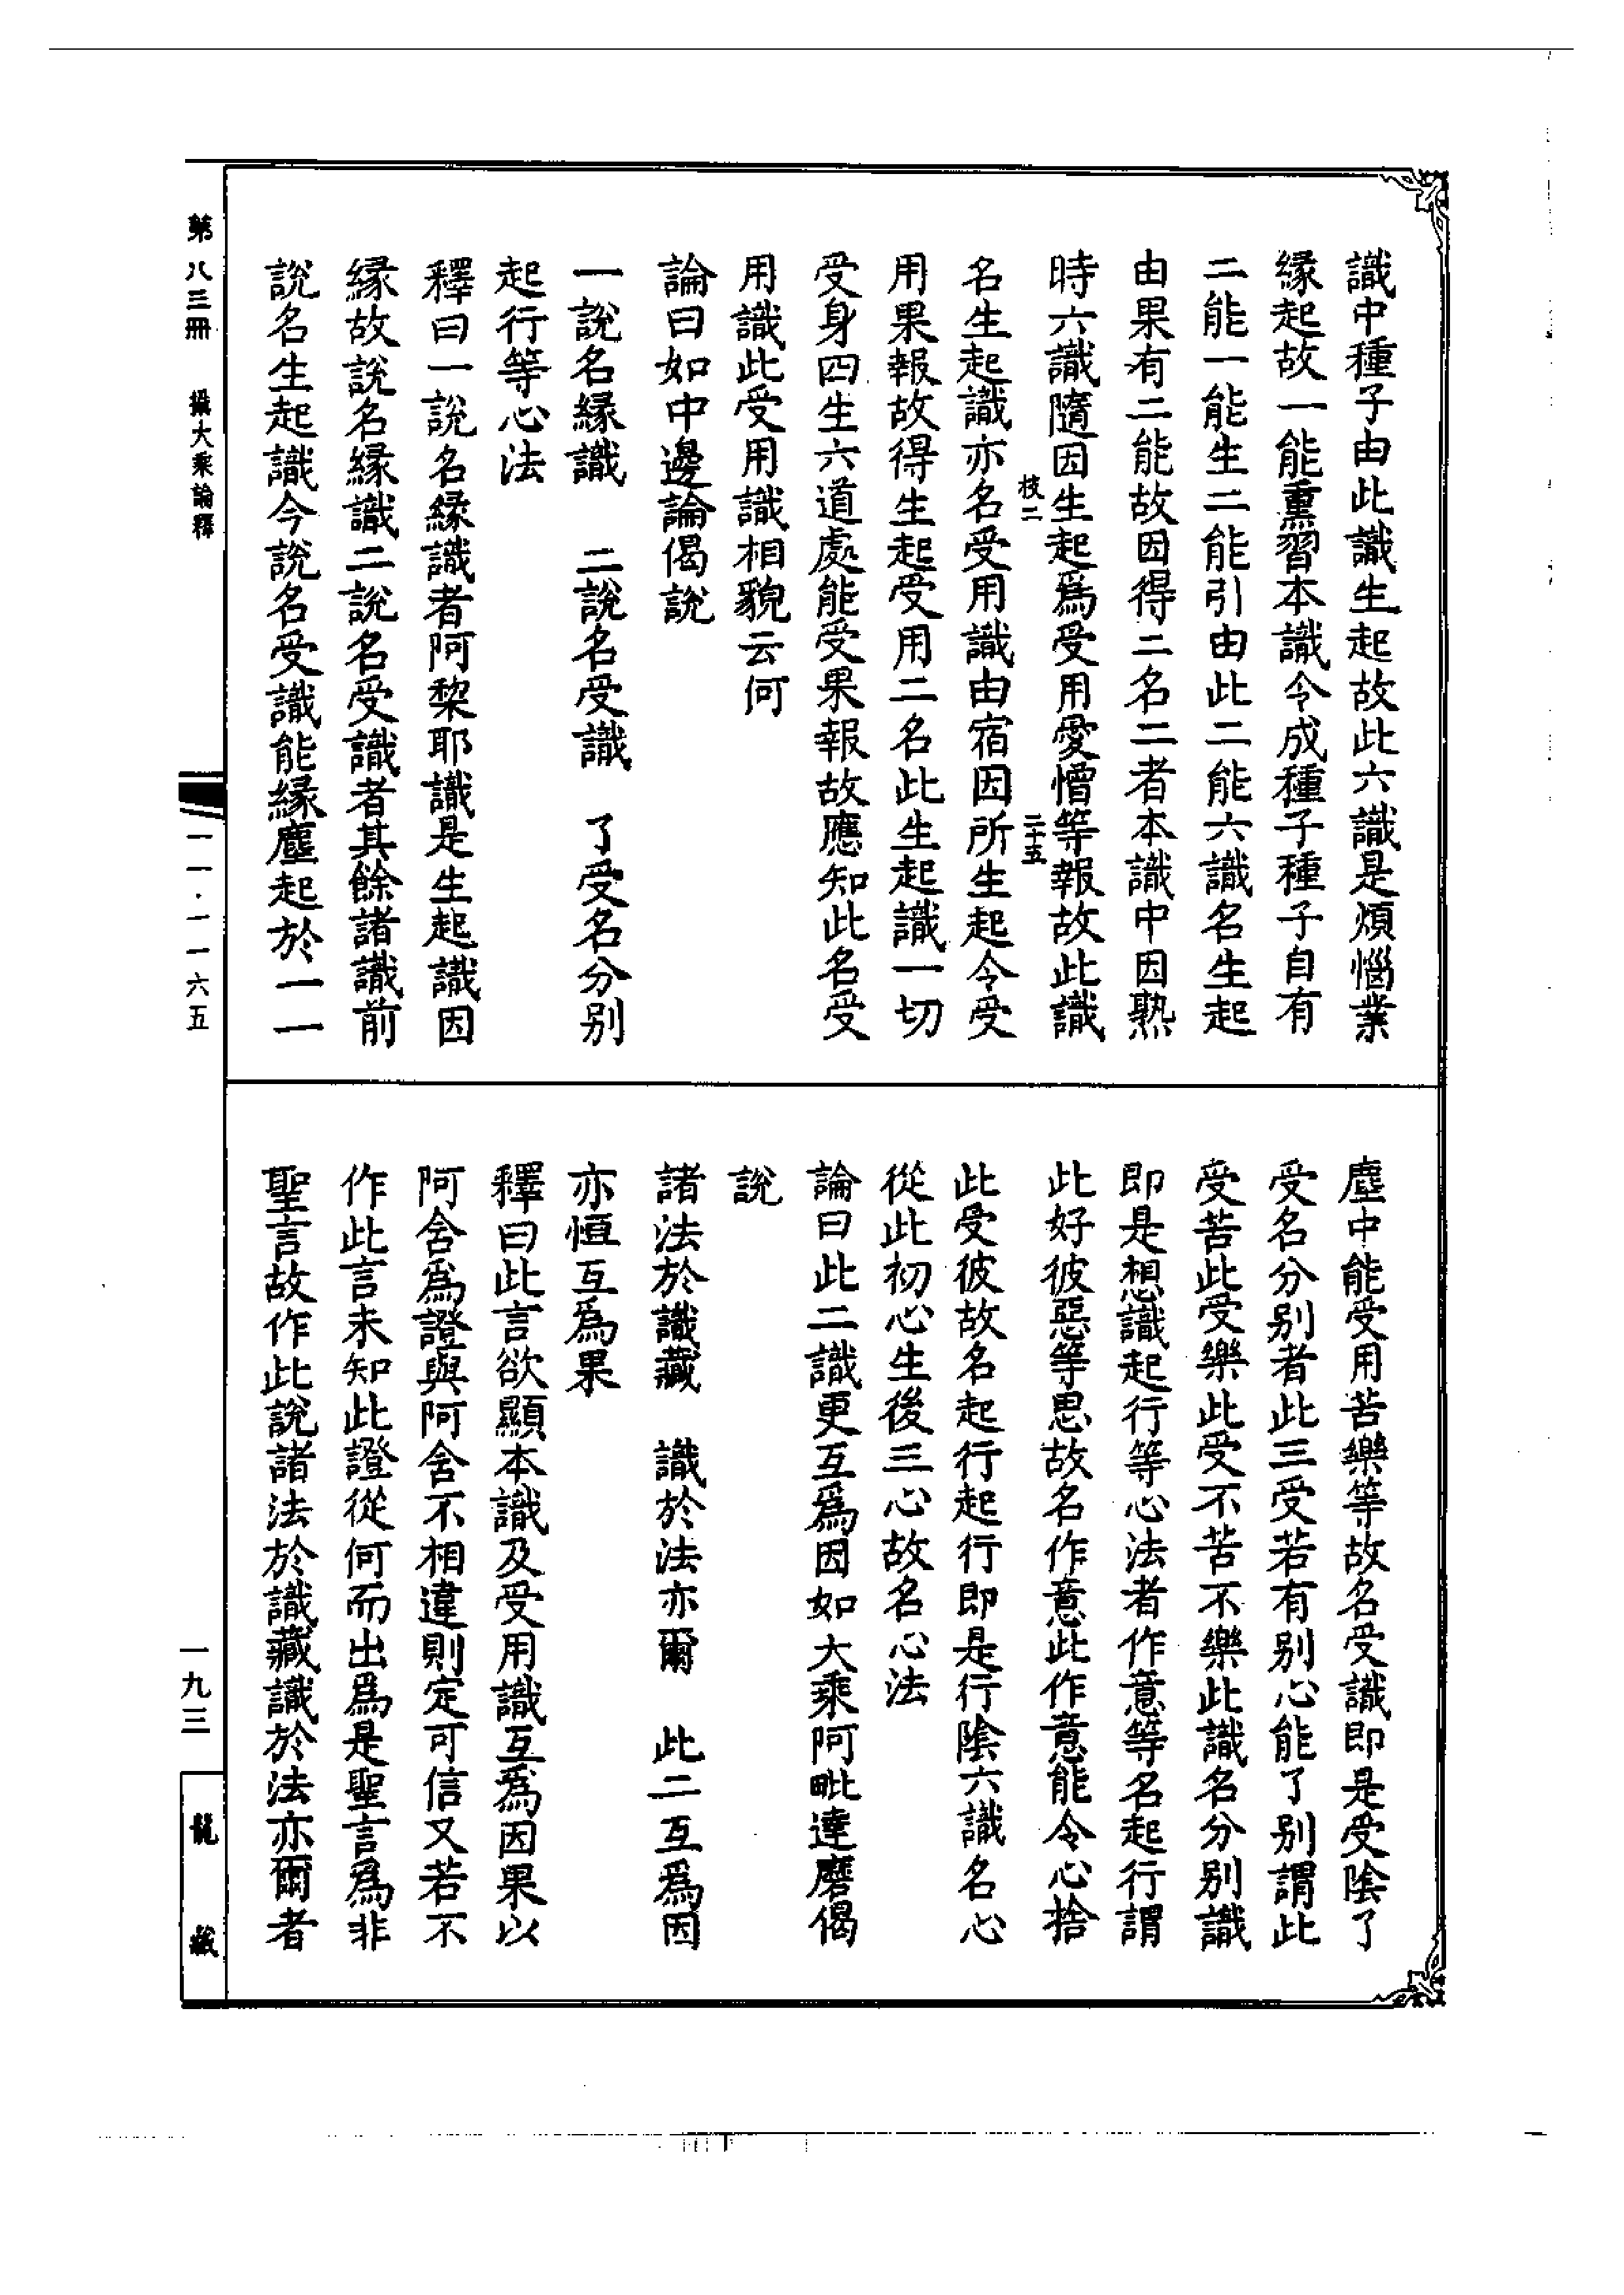 識中種子由此識生起故此六識是煩惱業
緣起故一能熏習本識令成種子種子自有
二能一能生二能引由此二能六識名生起
由果有二能故因得二名二者本識中因熟
時六識隨因生起爲受用愛憎等報故此識
枝二
二十五
名生起識亦名受用識由宿因所生起令受
用果報故得生起受用二名此生起識一切
受身四生六道處能受果報故應知此名受
用識此受用識相貌云何
論曰如中邊論偈說
一說名緣識 二說名受識 了受名分別
起行等心法
釋曰一說名緣識者阿黎耶識是生起識因
緣故說名緣識二說名受識者其餘諸識前
說名生起識今說名受識能緣塵起於一一
塵中能受用苦樂等故名受識即是受陰了
受名分別者此三受若有別心能了別謂此
受苦此受樂此受不苦不樂此識名分別識
即是想識起行等心法者作意等名起行謂
此好彼惡等思故名作意此作意能令心捨
此受彼故名起行起行即是行陰六識名心
從此初心生後三心故名心法
論曰此二識更互爲因如大乘阿毗達磨偈
說
諸法於識藏 識於法亦爾 此二互爲因
亦恒互爲果
釋曰此言欲顯本識及受用識互爲因果以
阿含爲證與阿含不相違則定可信又若不
作此言未知此證從何而出爲是聖言爲非
聖言故作此說諸法於識藏識於法亦爾者
第八三冊 攝大乘論釋
一一·一一六五
一九三
龍藏